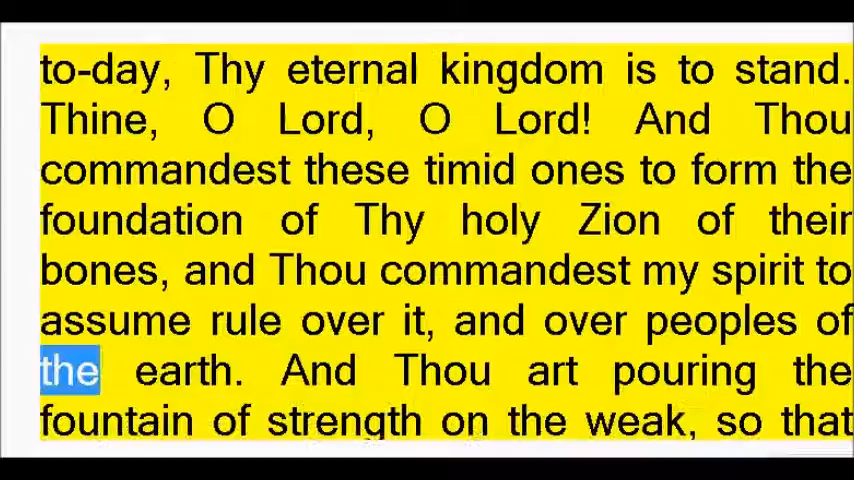 to-day, Thy eternal kingdom is to stand.
Thine, O Lord, O Lord! And Thou
commandest these timid ones to form the
foundation of Thy holy Zion of their
bones, and Thou commandest my spirit to
assume rule over it, and over peoples of
the earth. And Thou art pouring the
fountain of strength on the weak, so that